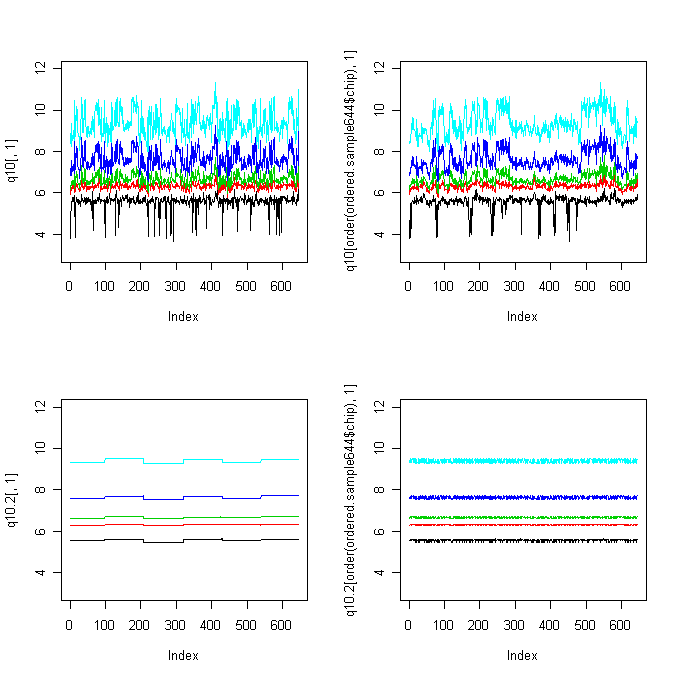 q10[, 1]
4
6
8
10
12
0 100 200 300 400 500 600
Index
q10[order(ordered.sample644$chip), 1]
4
6
8
10
12
0 100 200 300 400 500 600
Index
q10.2[, 1]
4
6
8
10
12
0 100 200 300 400 500 600
Index
q10.2[order(ordered.sample644$chip), 1]
4
6
8
10
12
0 100 200 300 400 500 600
Index